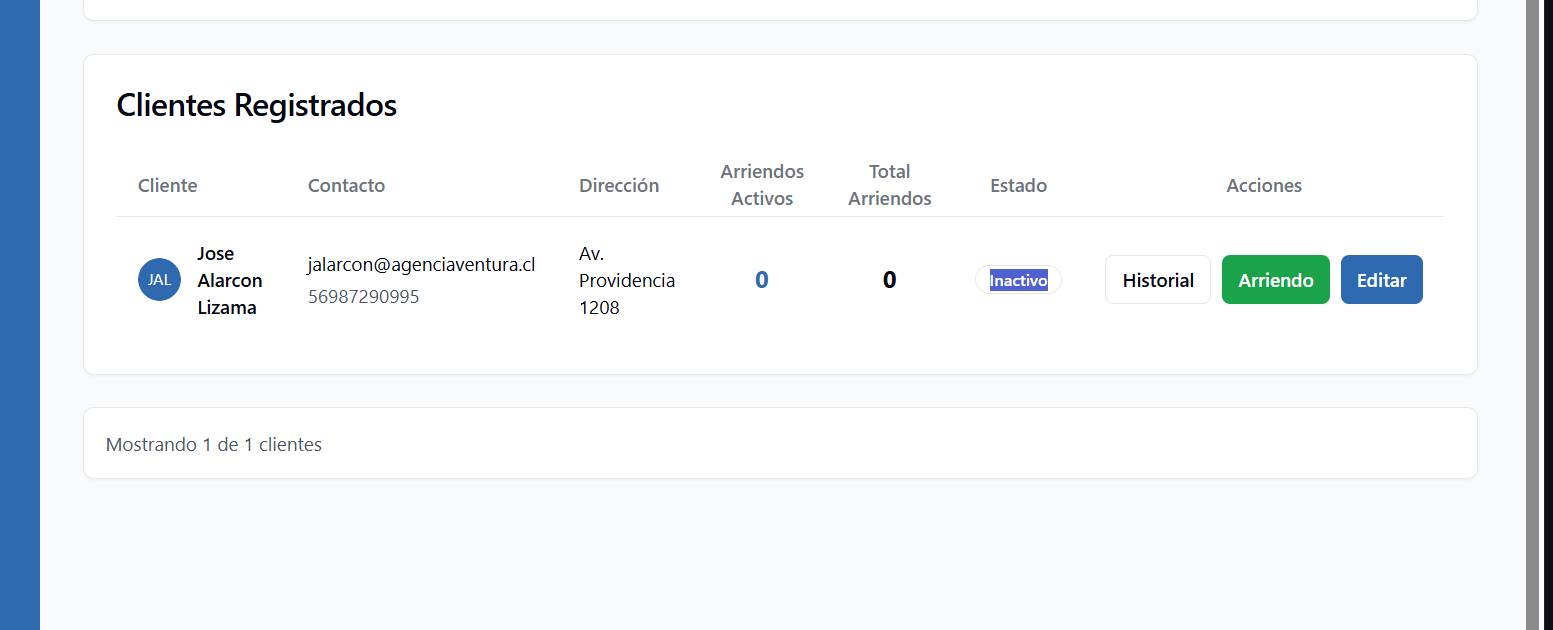 Clientes Registrados
Cliente
Contacto
Dirección
Arriendos
Activos
Total
Arriendos
Estado
Acciones
JAL
Jose
Alarcon
Lizama
jalarcon@agenciaventura.cl
56987290995
Av.
Providencia
1208
0
0
Inactivo
Historial
Arriendo
Editar
Mostrando 1 de 1 clientes